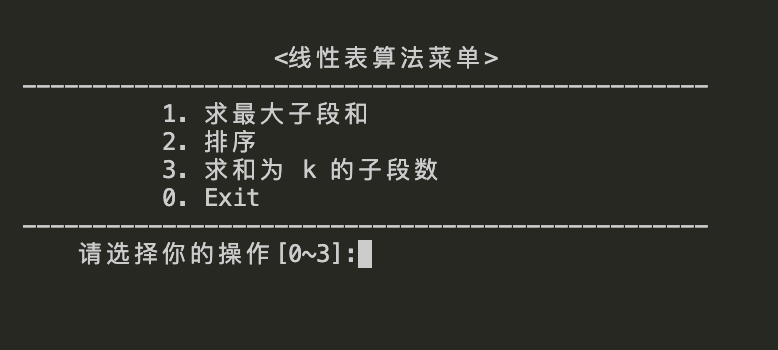 <线性表算法菜单>
1. 求最大子段和
2. 排序
3. 求和为 k 的子段数
0. Exit
请选择你的操作[0~3]: